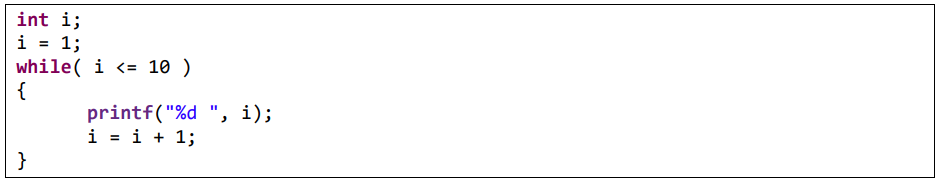 int i;
i = 1;
while( i <= 10 )
{
printf("%d ", i);
i = i + 1;
}